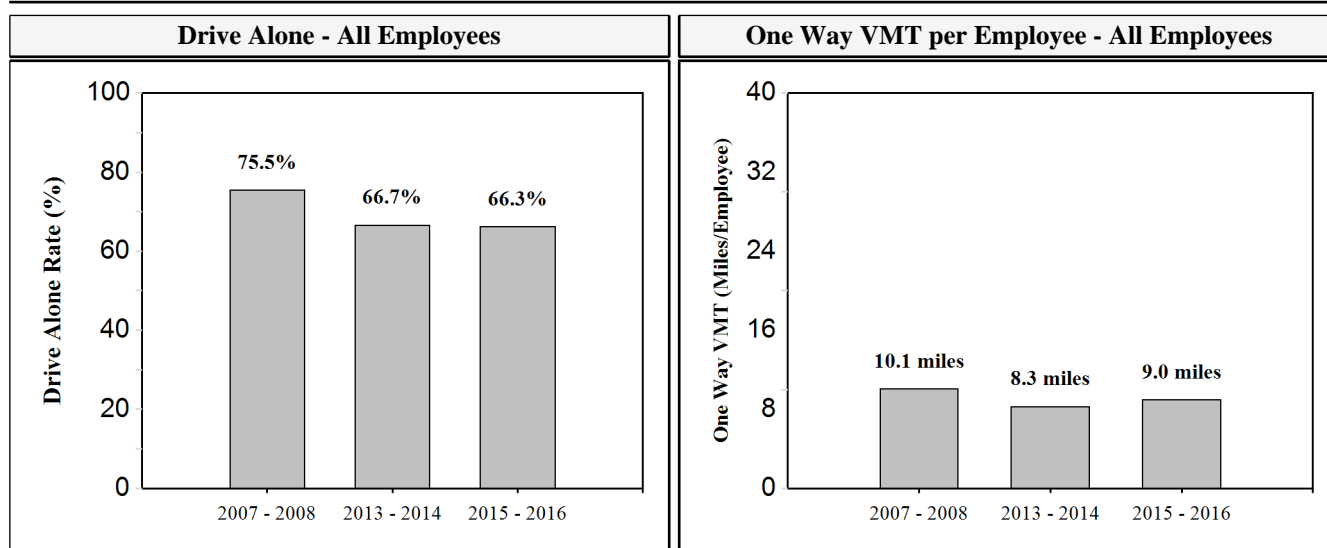 Drive Alone - All Employees
One Way VMT per Employee - All Employees
Drive Alone Rate (%)
100
80
60
40
20
0
75.5%
66.7%
66.3%
2007 - 2008
2013 - 2014
2015 - 2016
One Way VMT (Miles/Employee)
40
32
24
16
8
0
10.1 miles
8.3 miles
9.0 miles
2007 - 2008
2013 - 2014
2015 - 2016